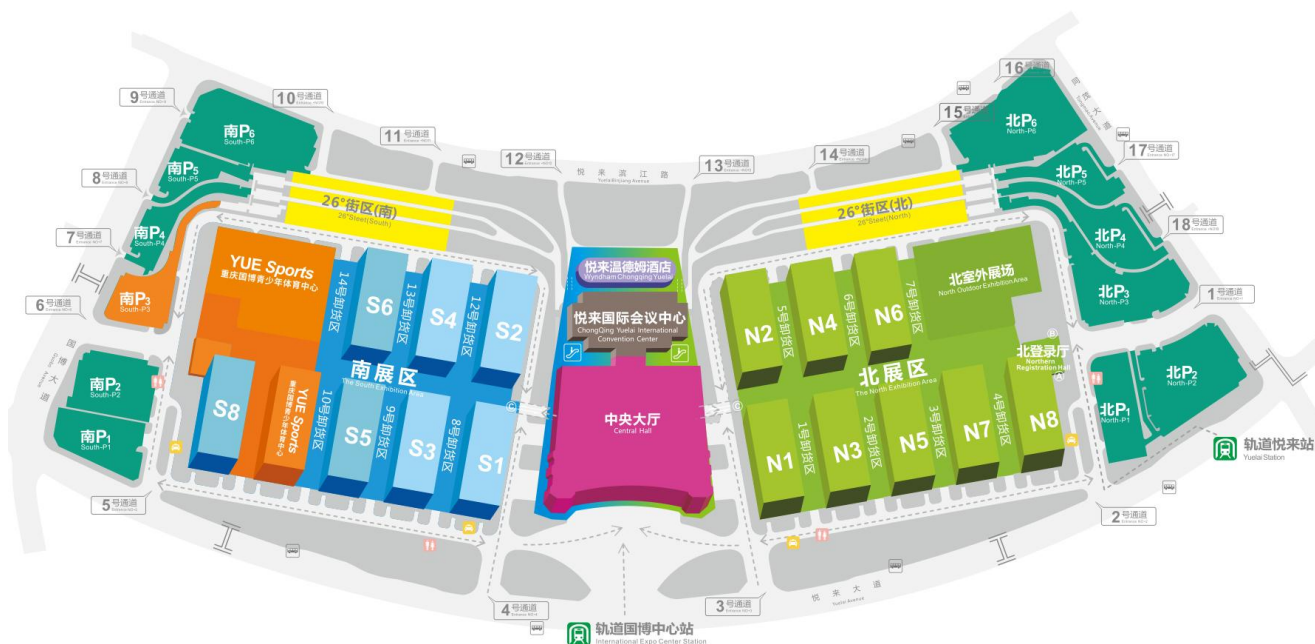 16号通道
9号通道
10号通道
15号通道
同茂大道
南P6
South-P6
北P6
North-P6
11号通道
12号通道
13号通道
14号通道
17号通道
悦来滨江路
Yuelai Binjiang Avenue
南P5
South-P5
北P5
North-P5
8号通道
26°街区(南)
26°Steet(South)
26°街区(北)
26°Steet(North)
18号通道
南P4
South-P4
北P4
North-P4
7号通道
YUE Sports
重庆国博青少年体育中心
悦来温德姆酒店
Wyndham Chongqing Yuelai
北室外展场
North Outdoor Exhibition Area
南P3
South-P3
北P3
North-P3
6号通道
1号通道
14号卸货区
S6
13号卸货区
S4
12号卸货区
S2
悦来国际会议中心
ChongQing Yuelai International
Convention Center
N2
5号卸货区
N4
6号卸货区
N6
7号卸货区
国博大道
Guobo Avenue
南P2
South-P2
南展区
The South Exhibition Area
北展区
The North Exhibition Area
北登录厅
Northern
Registration Hall
B
A
北P2
North-P2
S8
YUE Sports
重庆国博青少年体育中心
10号卸货区
S5
9号卸货区
S3
8号卸货区
S1
C
中央大厅
Central Hall
C
N1
1号卸货区
N3
2号卸货区
N5
3号卸货区
N7
4号卸货区
N8
北P1
North-P1
南P1
South-P1
轨道悦来站
Yuelai Station
5号通道
2号通道
悦来大道
Yuelai Avenue
4号通道
3号通道
轨道国博中心站
International Expo Center Station